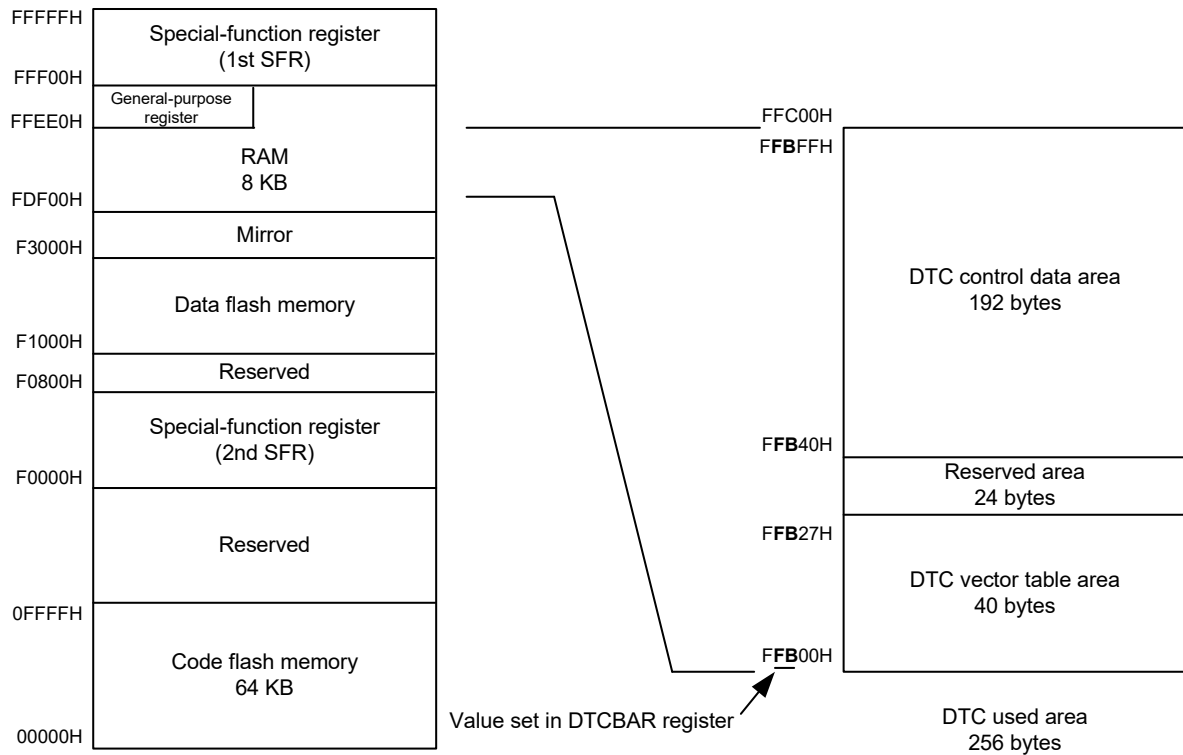 FFFFFH
Special-function register
(1st SFR)
FFF00H
General-purpose
register
FFEE0H
RAM
8 KB
FDF00H
Mirror
F3000H
Data flash memory
F1000H
Reserved
F0800H
Special-function register
(2nd SFR)
F0000H
Reserved
0FFFFH
Code flash memory
64 KB
00000H
FFC00H
FFBFFH
DTC control data area
192 bytes
FFB40H
Reserved area
24 bytes
FFB27H
DTC vector table area
40 bytes
FFB00H
Value set in DTCBAR register
DTC used area
256 bytes